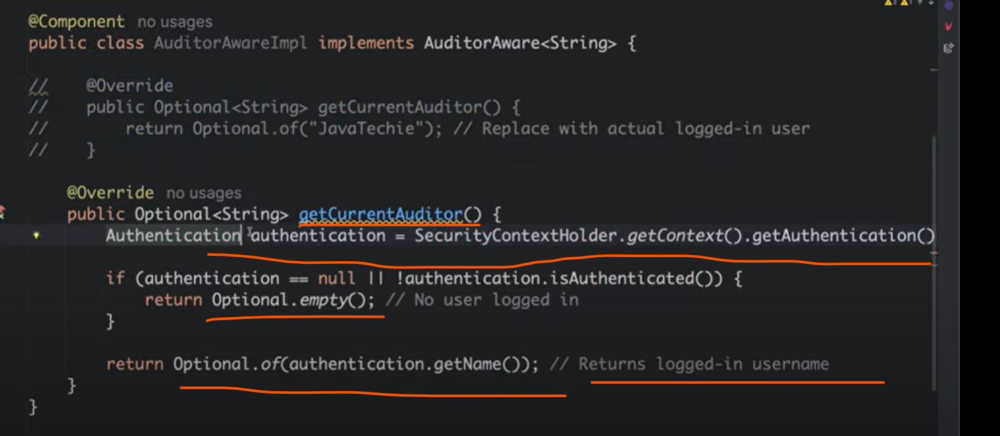 @Component no usages
public class AuditorAwareImpl implements AuditorAware<String> {
// @Override
// public Optional<String> getCurrentAuditor() {
// return Optional.of("JavaTechie"); // Replace with actual logged-in user
// }
@Override no usages
public Optional<String> getCurrentAuditor() {
Authentication authentication = SecurityContextHolder.getContext().getAuthentication()
if (authentication == null || !authentication.isAuthenticated()) {
return Optional.empty(); // No user logged in
}
return Optional.of(authentication.getName()); // Returns logged-in username
}
}